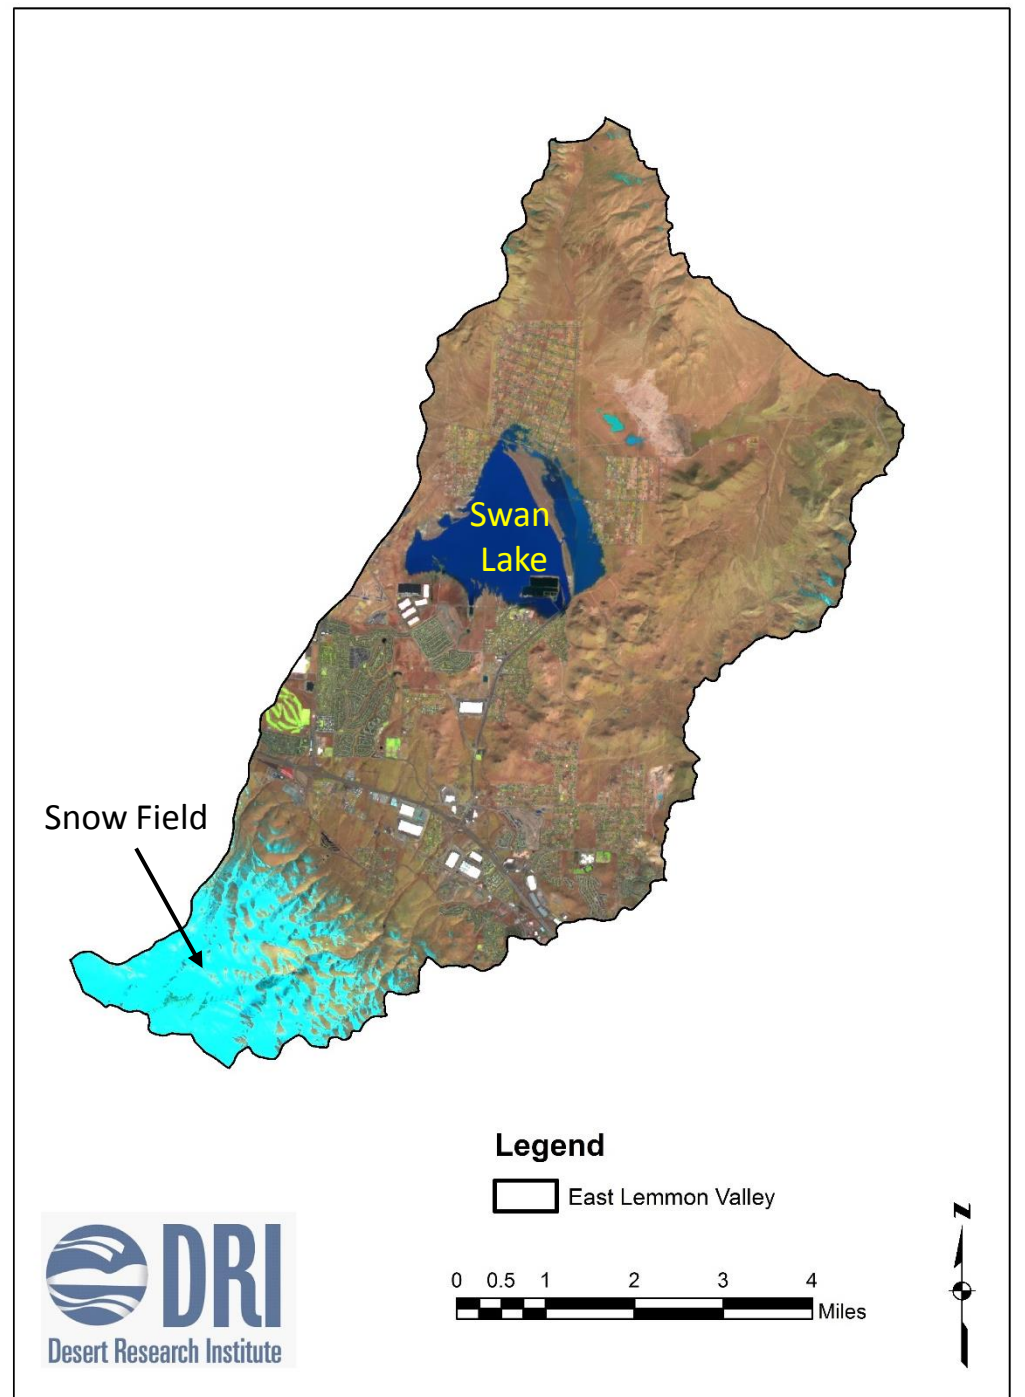 Swan
Lake
Snow Field
Legend
East Lemmon Valley
N
0 0.5 1 2 3 4
Miles
DRI
Desert Research Institute